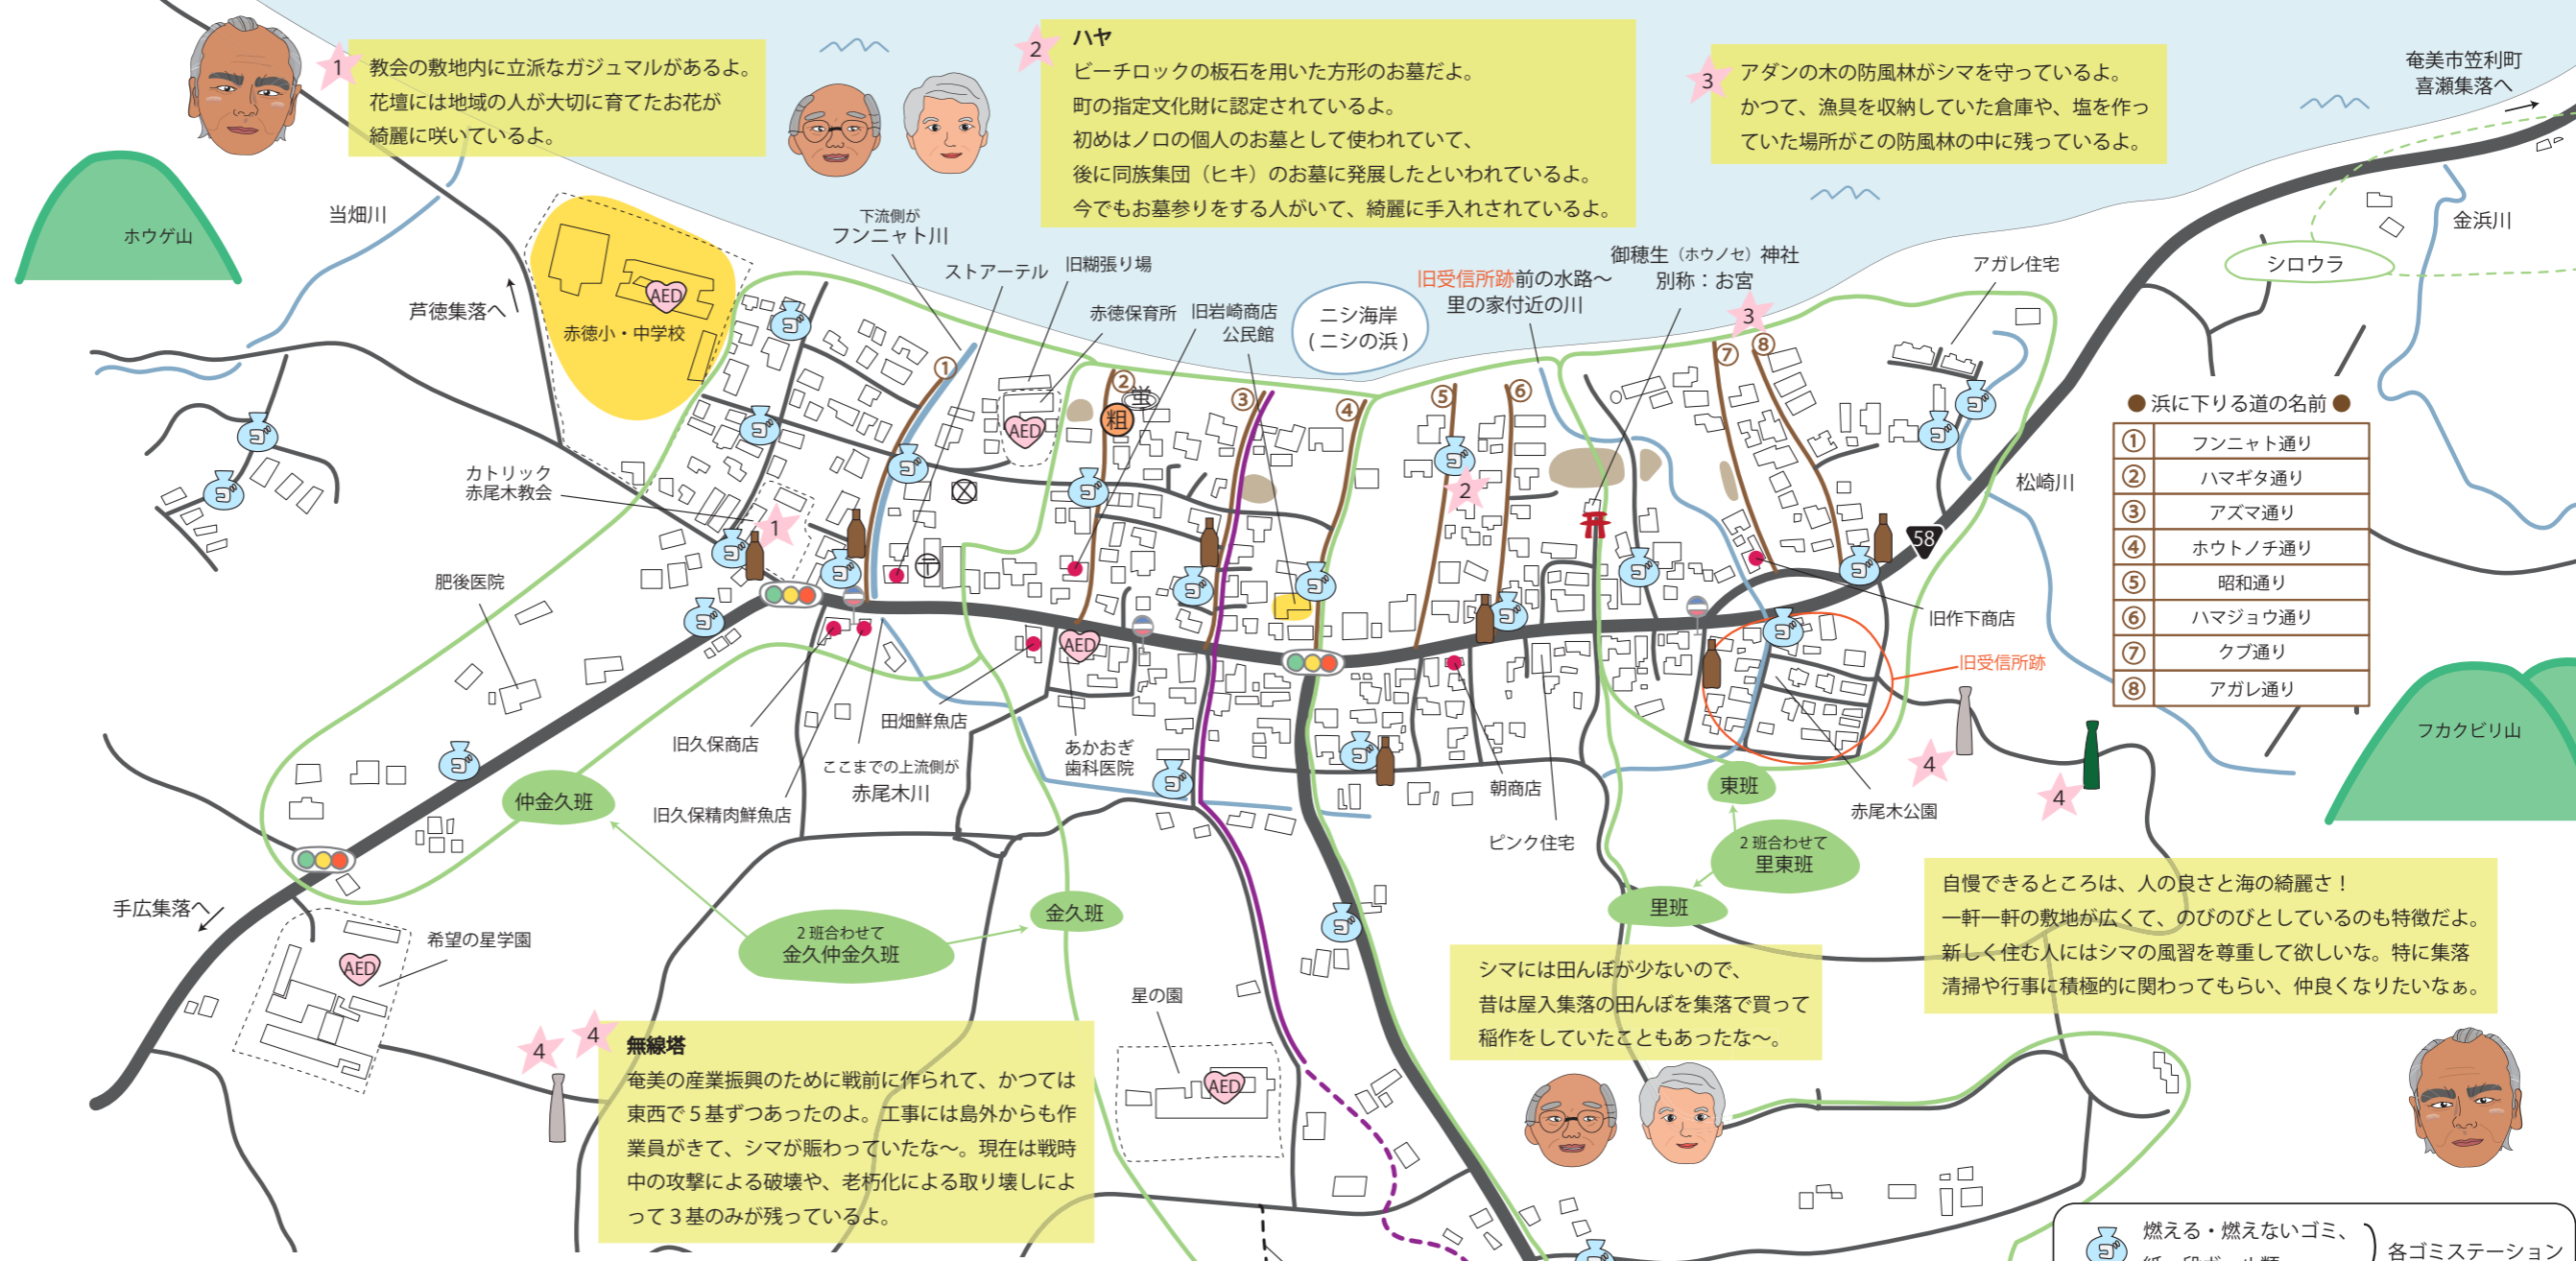 1
教会の敷地内に立派なガジュマルがあるよ。
花壇には地域の人が大切に育てたお花が
綺麗に咲いているよ。
2
ハヤ
ビーチロックの板石を用いた方形のお墓だよ。
町の指定文化財に認定されているよ。
初めはノロの個人のお墓として使われていて、
後に同族集団（ヒキ）のお墓に発展したといわれているよ。
今でもお墓参りをする人がいて、綺麗に手入れされているよ。
3
アダンの木の防風林がシマを守っているよ。
かつて、漁具を収納していた倉庫や、塩を作っ
ていた場所がこの防風林の中に残っているよ。
奄美市笠利町
喜瀬集落へ
ホウゲ山
当畑川
芦徳集落へ
AED
赤徳小・中学校
下流側が
フンニャト川
ストアーテル
旧糊張り場
赤徳保育所
旧岩崎商店
公民館
ニシ海岸
(ニシの浜)
旧受信所跡前の水路〜
里の家付近の川
御穂生（ホウノセ）神社
別称：お宮
3
アガレ住宅
シロウラ
金浜川
①
②
③
④
⑤
⑥
⑦
⑧
蛍
粗
AED
●浜に下りる道の名前●
① フンニャト通り
② ハマギタ通り
③ アズマ通り
④ ホウトノチ通り
⑤ 昭和通り
⑥ ハマジョウ通り
⑦ クブ通り
⑧ アガレ通り
カトリック
赤尾木教会
1
2
松崎川
58
肥後医院
旧作下商店
旧受信所跡
AED
旧久保商店
旧久保精肉鮮魚店
ここまでの上流側が
赤尾木川
田畑鮮魚店
あかおぎ
歯科医院
朝商店
ピンク住宅
東班
2班合わせて
里東班
里班
赤尾木公園
4
4
フカクビリ山
仲金久班
2班合わせて
金久仲金久班
金久班
手広集落へ
希望の星学園
AED
星の園
AED
4
4
無線塔
奄美の産業振興のために戦前に作られて、かつては
東西で5基ずつあったのよ。工事には島外からも作
業員がきて、シマが賑わっていたな〜。現在は戦時
中の攻撃による破壊や、老朽化による取り壊しによ
って3基のみが残っているよ。
シマには田んぼが少ないので、
昔は屋入集落の田んぼを集落で買って
稲作をしていたこともあったな〜。
自慢できるところは、人の良さと海の綺麗さ！
一軒一軒の敷地が広くて、のびのびとしているのも特徴だよ。
新しく住む人にはシマの風習を尊重して欲しいな。特に集落
清掃や行事に積極的に関わってもらい、仲良くなりたいなぁ。
燃える・燃えないゴミ、
各ゴミステーション